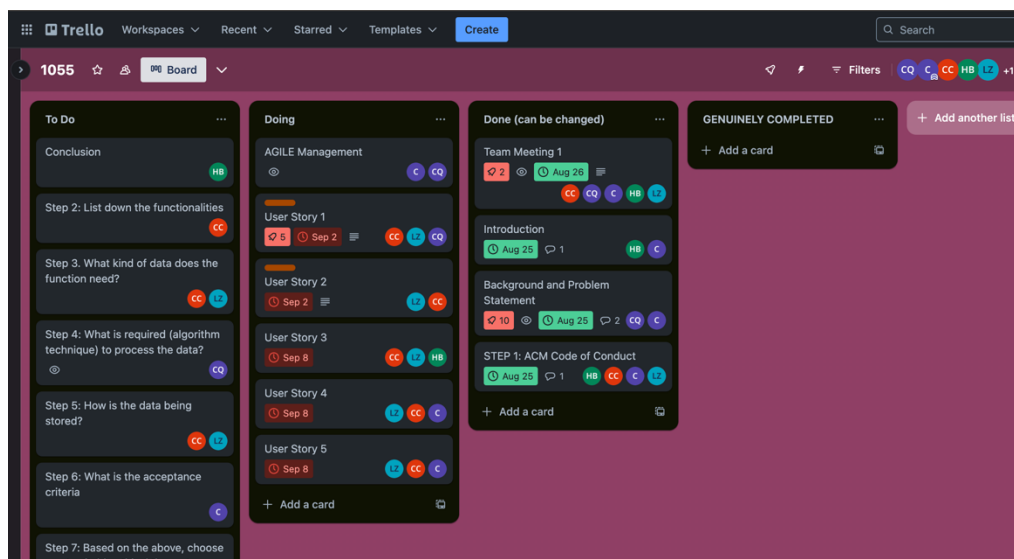 Trello
Workspaces
Recent
Starred
Templates
Create
Search
1055
Board
Filters
CQ
C
CC
HB
LZ
+1
To Do
Conclusion
HB
Step 2: List down the functionalities
CC
Step 3. What kind of data does the
function need?
CC LZ
Step 4: What is required (algorithm
technique) to process the data?
CQ
Step 5: How is the data being
stored?
CC LZ
Step 6: What is the acceptance
criteria
C
Step 7: Based on the above, choose
Doing
AGILE Management
C CQ
User Story 1
5 Sep 2 CC LZ CQ
User Story 2
Sep 2 LZ CC
User Story 3
Sep 8 CC LZ HB
User Story 4
Sep 8 LZ CC C
User Story 5
Sep 8 LZ CC C
+ Add a card
Done (can be changed)
Team Meeting 1
2 Aug 26
CC CQ C HB LZ
Introduction
Aug 25 1 HB C
Background and Problem
Statement
10 Aug 25 2 CQ C
STEP 1: ACM Code of Conduct
Aug 25 1 HB CC C LZ
+ Add a card
GENUINELY COMPLETED
+ Add a card
+ Add another list